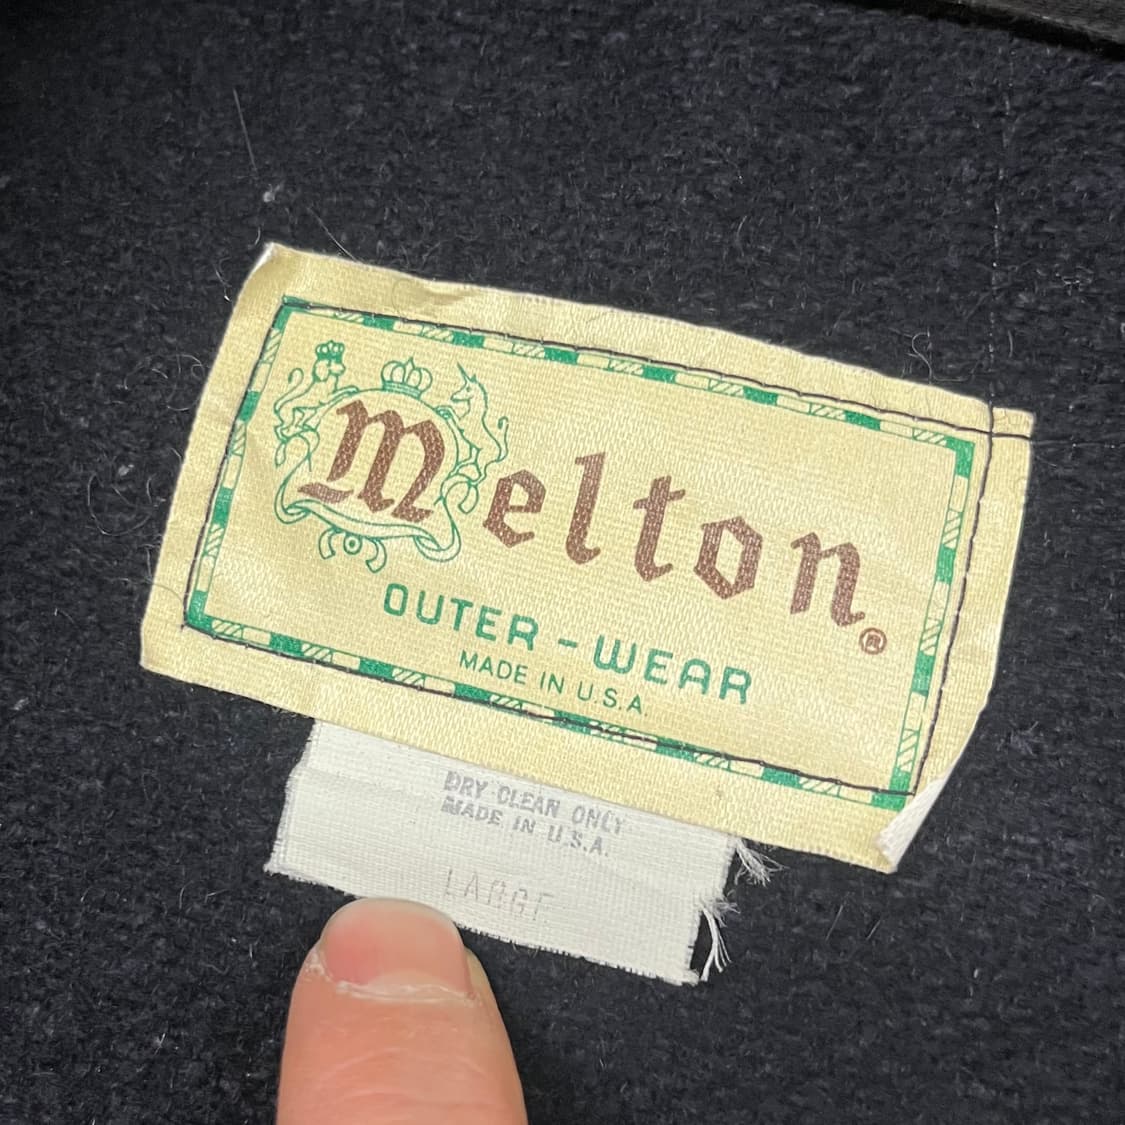 Melton®
OUTER-WEAR
MADE IN U.S.A.
DRY CLEAN ONLY
MADE IN U.S.A.
LARGE